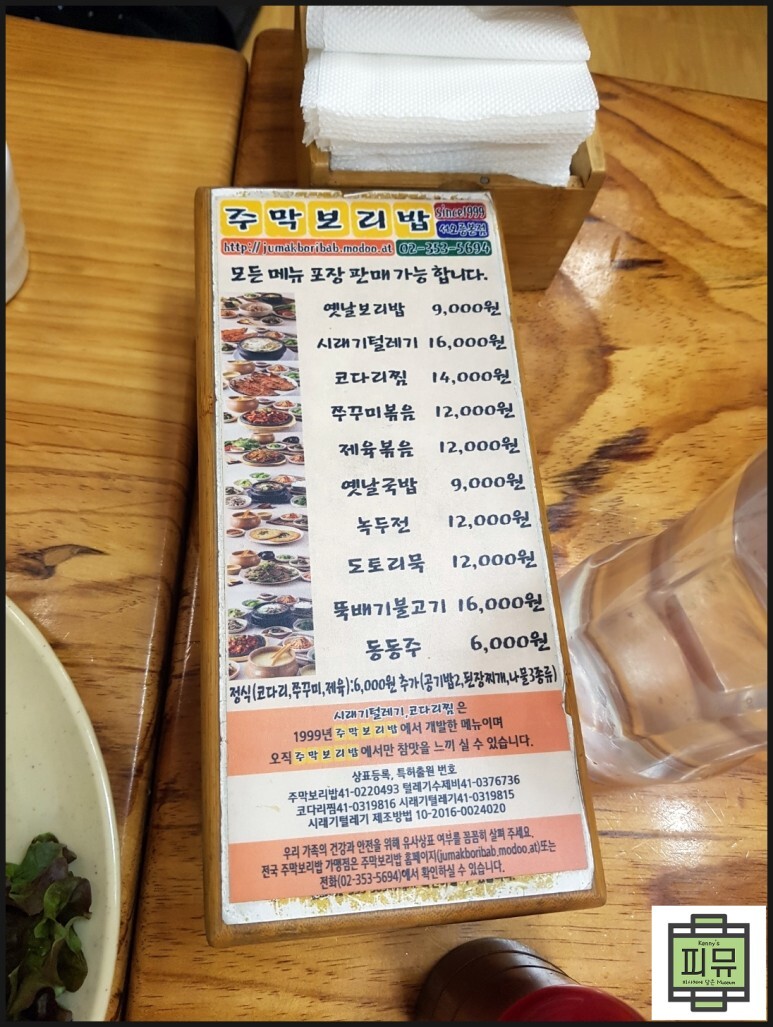 주막보리밥 since1999
서오릉본점
http://jumakboribab.modoo.at 02-353-5694
모든 메뉴 포장 판매 가능 합니다.
옛날보리밥 9,000원
시래기털레기 16,000원
코다리찜 14,000원
쭈꾸미볶음 12,000원
제육볶음 12,000원
옛날국밥 9,000원
녹두전 12,000원
도토리묵 12,000원
뚝배기불고기 16,000원
동동주 6,000원
정식(코다리,쭈꾸미,제육):6,000원 추가(공기밥2,된장찌개,나물3종류)
시래기털레기,코다리찜은
1999년 주막보리밥에서 개발한 메뉴이며
오직 주막보리밥에서만 참맛을 느끼 실 수 있습니다.
상표등록, 특허출원 번호
주막보리밥41-0220493 털레기수제비41-0376736
코다리찜41-0319816 시래기털레기41-0319815
시래기털레기 제조방법 10-2016-0024020
우리 가족의 건강과 안전을 위해 유사상표 여부를 꼼꼼히 살펴 주세요.
전국 주막보리밥 가맹점은 주막보리밥 홈페이지(jumakboribab.modoo.at)또는
전화(02-353-5694)에서 확인하실 수 있습니다.
Kenny's
피뮤
피사체에 담은 Museum